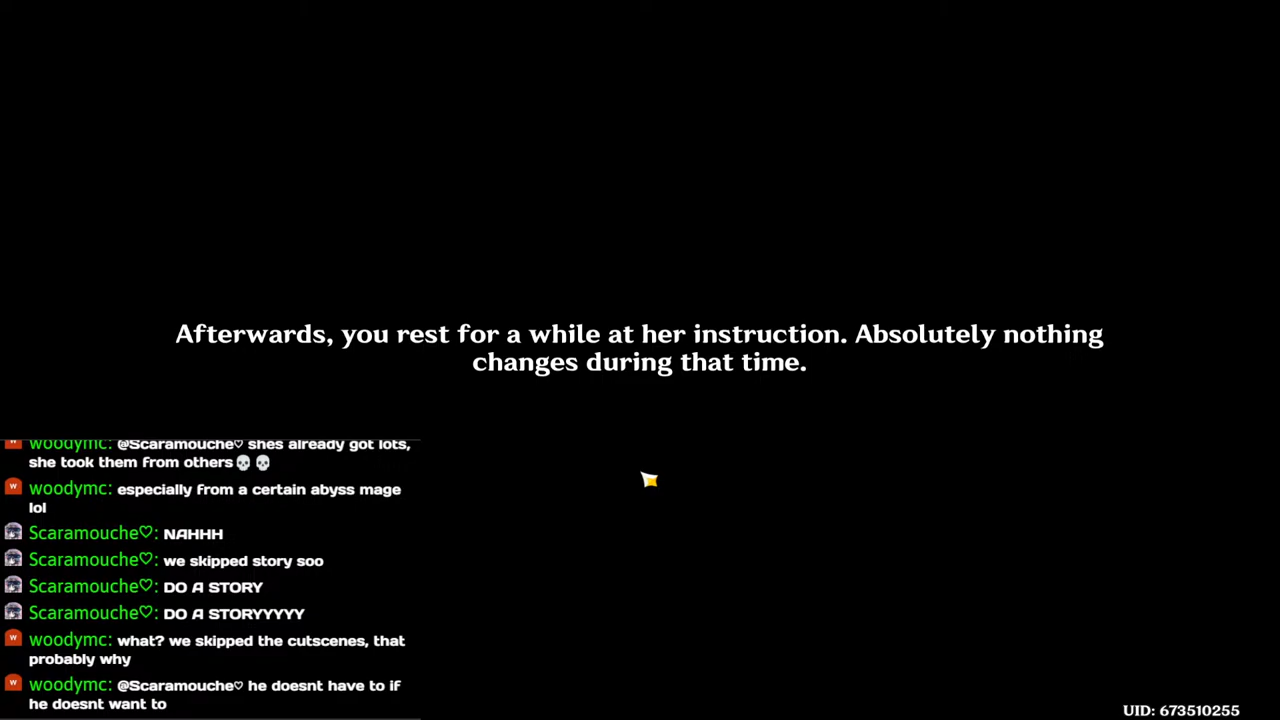 Afterwards, you rest for a while at her instruction. Absolutely nothing
changes during that time.
woodymc: @Scaramouche♡ shes already got lots,
she took them from others💀💀
woodymc: especially from a certain abyss mage
lol
Scaramouche♡: NAHHH
Scaramouche♡: we skipped story soo
Scaramouche♡: DO A STORY
Scaramouche♡: DO A STORYYYYY
woodymc: what? we skipped the cutscenes, that
probably why
woodymc: @Scaramouche♡ he doesnt have to if
he doesnt want to
UID: 673510255